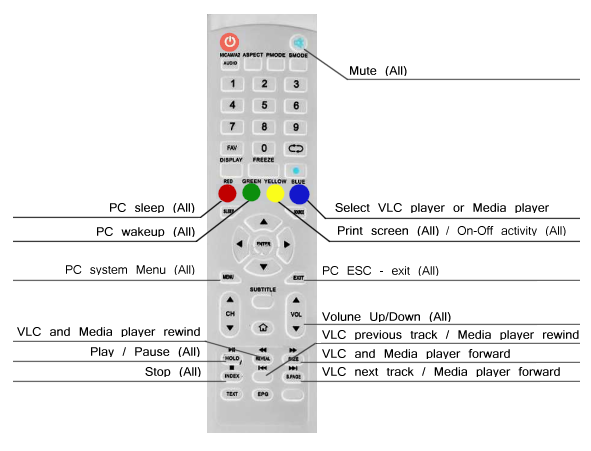 NICAM/A2 ASPECT PMODE SMODE
AUDIO
Mute (All)
1 2 3
4 5 6
7 8 9
FAV 0
DISPLAY FREEZE
RED GREEN YELLOW BLUE
PC sleep (All)
Select VLC player or Media player
SLEEP
PC wakeup (All)
Print screen (All) / On-Off activity (All)
ENTER
PC system Menu (All)
MENU
EXIT
PC ESC - exit (All)
SUBTITLE
CH VOL
Volune Up/Down (All)
VLC and Media player rewind
VLC previous track / Media player rewind
Play / Pause (All)
HOLD REVEAL SIZE
VLC and Media player forward
Stop (All)
INDEX S.PAGE
VLC next track / Media player forward
TEXT EPG